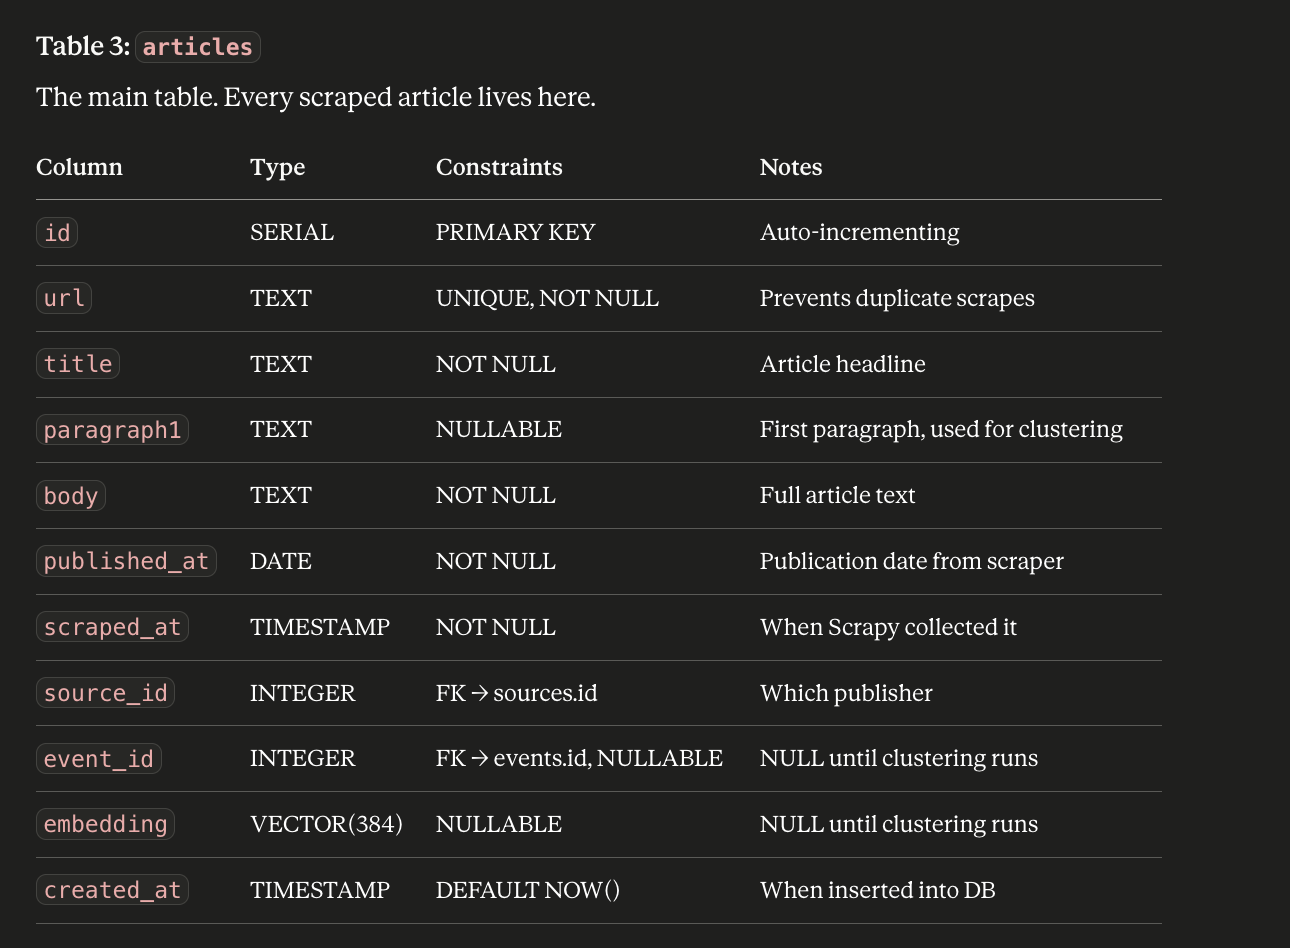 Table 3: articles
The main table. Every scraped article lives here.
Column Type Constraints Notes
id SERIAL PRIMARY KEY Auto-incrementing
url TEXT UNIQUE, NOT NULL Prevents duplicate scrapes
title TEXT NOT NULL Article headline
paragraph1 TEXT NULLABLE First paragraph, used for clustering
body TEXT NOT NULL Full article text
published_at DATE NOT NULL Publication date from scraper
scraped_at TIMESTAMP NOT NULL When Scrapy collected it
source_id INTEGER FK → sources.id Which publisher
event_id INTEGER FK → events.id, NULLABLE NULL until clustering runs
embedding VECTOR(384) NULLABLE NULL until clustering runs
created_at TIMESTAMP DEFAULT NOW() When inserted into DB